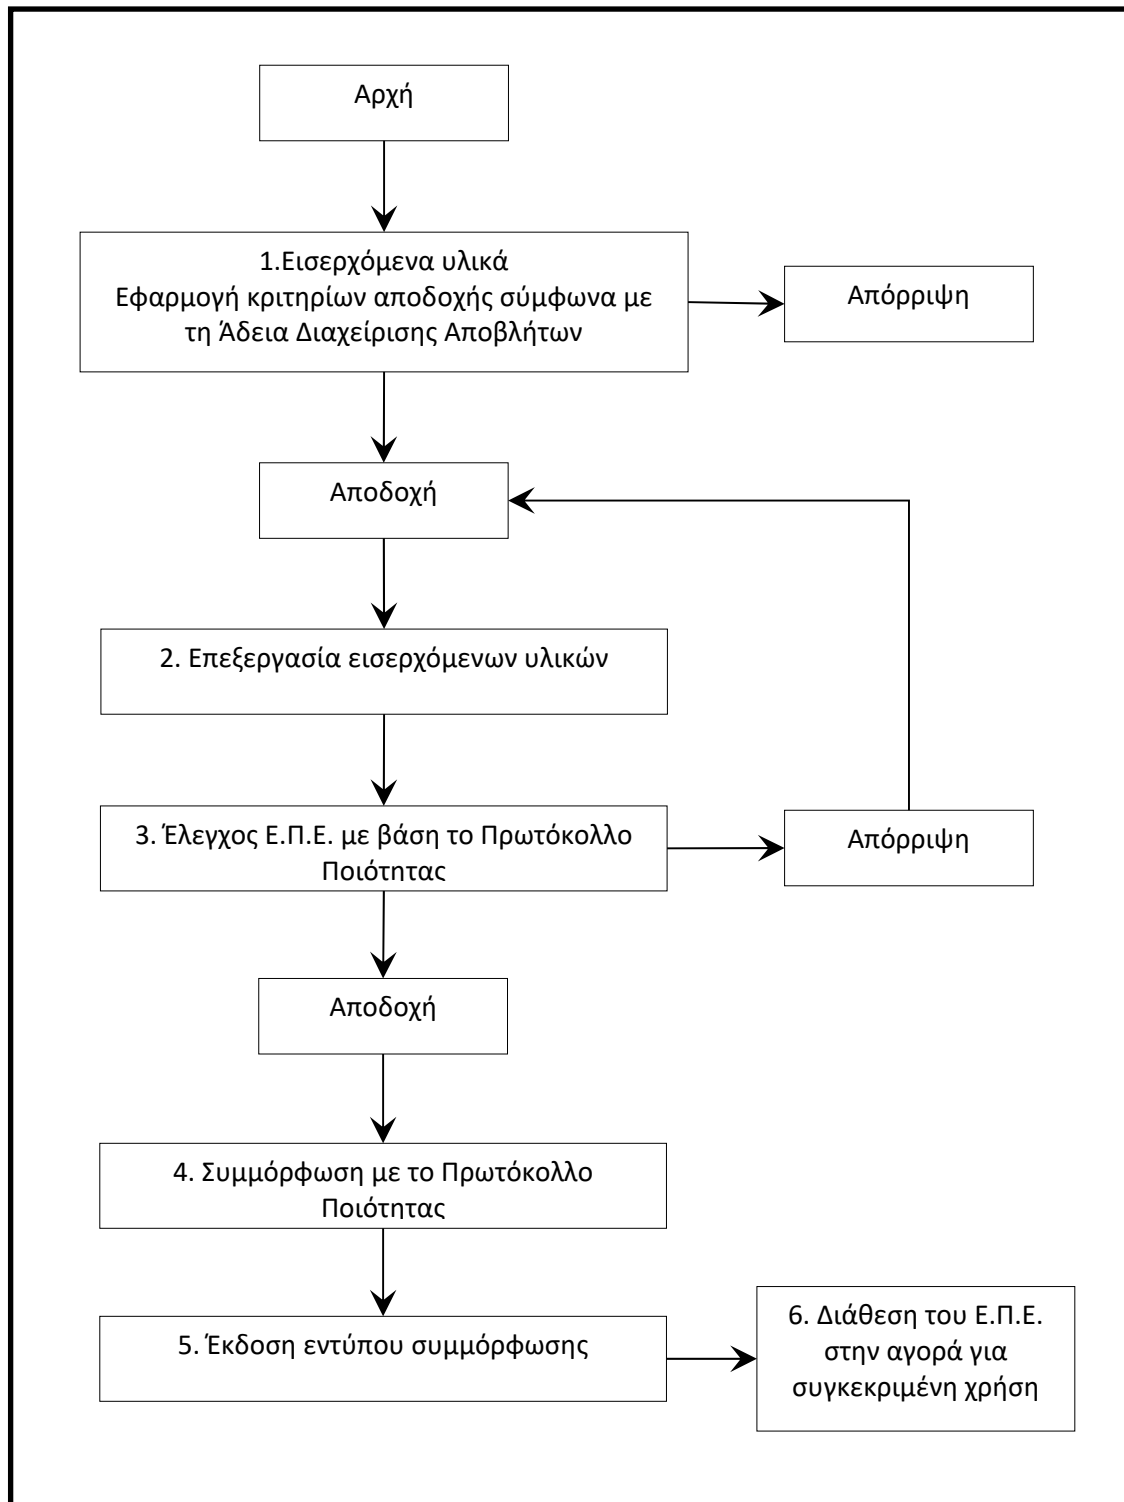 Αρχή
1.Εισερχόμενα υλικά
Εφαρμογή κριτηρίων αποδοχής σύμφωνα με
τη Άδεια Διαχείρισης Αποβλήτων
Απόρριψη
Αποδοχή
2. Επεξεργασία εισερχόμενων υλικών
3. Έλεγχος Ε.Π.Ε. με βάση το Πρωτόκολλο
Ποιότητας
Απόρριψη
Αποδοχή
4. Συμμόρφωση με το Πρωτόκολλο
Ποιότητας
5. Έκδοση εντύπου συμμόρφωσης
6. Διάθεση του Ε.Π.Ε.
στην αγορά για
συγκεκριμένη χρήση